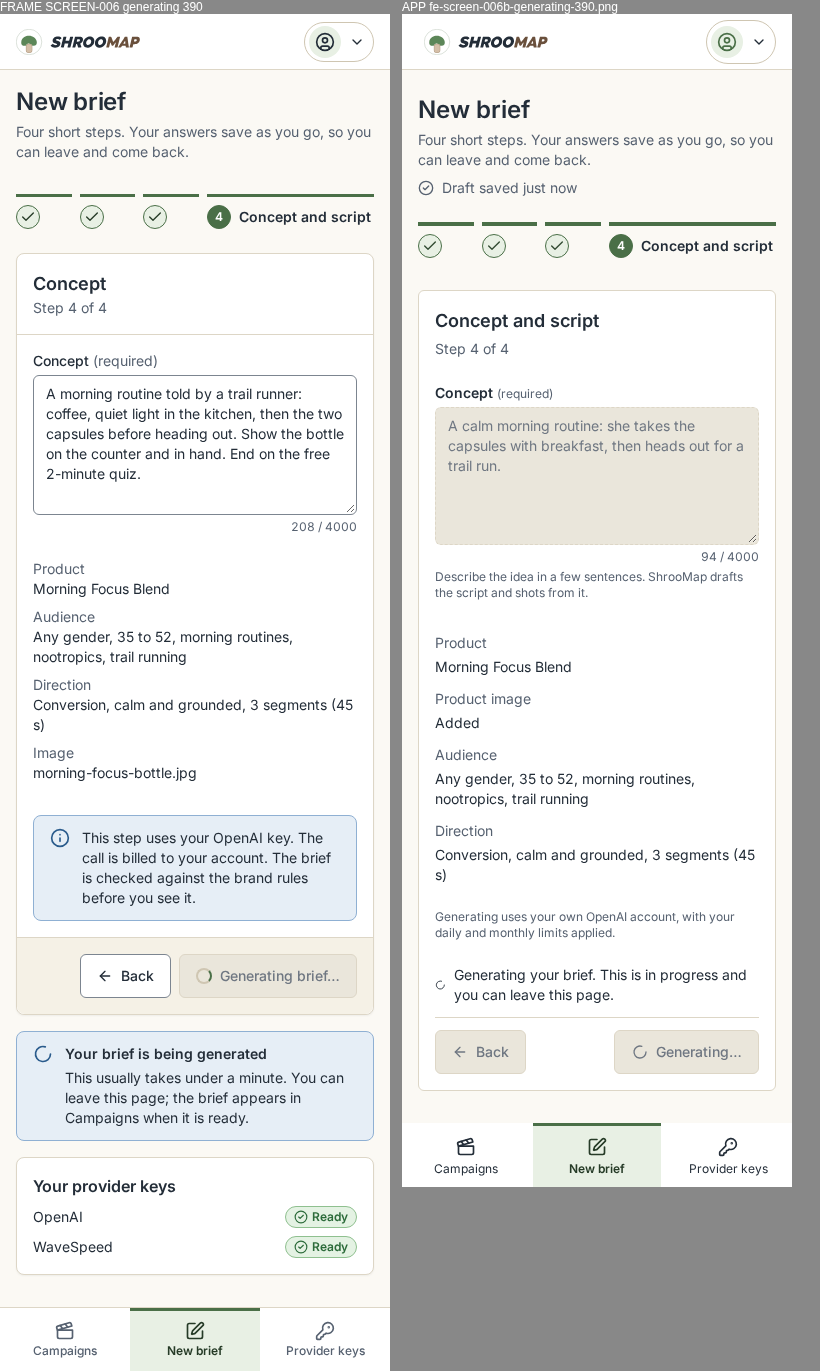 FRAME SCREEN-006 generating 390
SHROOMAP
New brief
Four short steps. Your answers save as you go, so you
can leave and come back.
4 Concept and script
Concept
Step 4 of 4
Concept (required)
A morning routine told by a trail runner:
coffee, quiet light in the kitchen, then the two
capsules before heading out. Show the bottle
on the counter and in hand. End on the free
2-minute quiz.
208 / 4000
Product
Morning Focus Blend
Audience
Any gender, 35 to 52, morning routines,
nootropics, trail running
Direction
Conversion, calm and grounded, 3 segments (45
s)
Image
morning-focus-bottle.jpg
This step uses your OpenAI key. The
call is billed to your account. The brief
is checked against the brand rules
before you see it.
Back
Generating brief...
Your brief is being generated
This usually takes under a minute. You can
leave this page; the brief appears in
Campaigns when it is ready.
Your provider keys
OpenAI Ready
WaveSpeed Ready
Campaigns New brief Provider keys
APP fe-screen-006b-generating-390.png
SHROOMAP
New brief
Four short steps. Your answers save as you go, so you
can leave and come back.
Draft saved just now
4 Concept and script
Concept and script
Step 4 of 4
Concept (required)
A calm morning routine: she takes the
capsules with breakfast, then heads out for a
trail run.
94 / 4000
Describe the idea in a few sentences. ShrooMap drafts
the script and shots from it.
Product
Morning Focus Blend
Product image
Added
Audience
Any gender, 35 to 52, morning routines,
nootropics, trail running
Direction
Conversion, calm and grounded, 3 segments (45
s)
Generating uses your own OpenAI account, with your
daily and monthly limits applied.
Generating your brief. This is in progress and
you can leave this page.
Back
Generating...
Campaigns New brief Provider keys